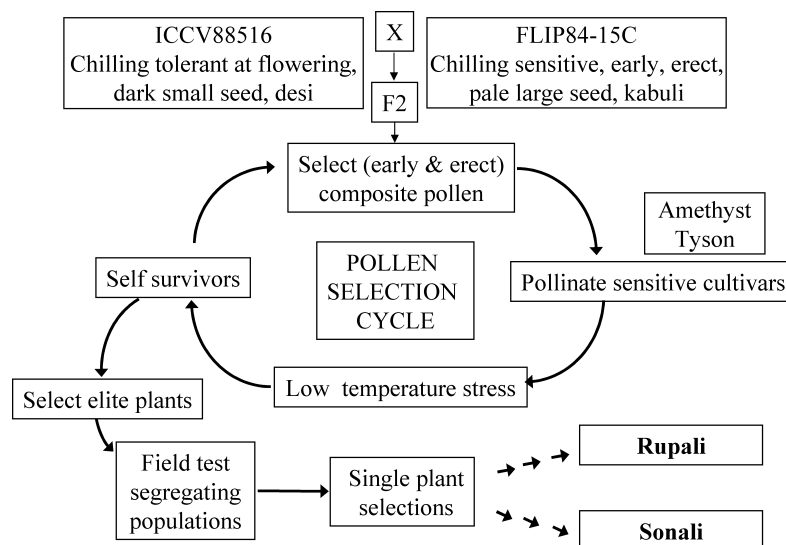 ICCV88516
Chilling tolerant at flowering,
dark small seed, desi
X
FLIP84-15C
Chilling sensitive, early, erect,
pale large seed, kabuli
F2
Select (early & erect)
composite pollen
Amethyst
Tyson
Pollinate sensitive cultivars
POLLEN
SELECTION
CYCLE
Self survivors
Low temperature stress
Select elite plants
Field test
segregating
populations
Single plant
selections
Rupali
Sonali